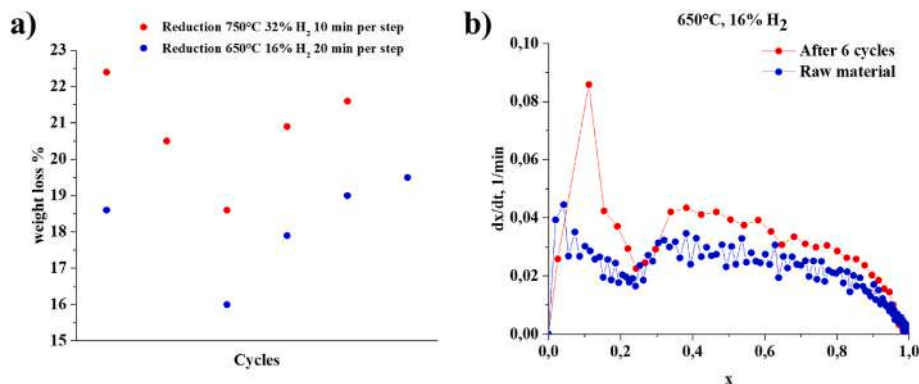 a)
Reduction 750°C 32% H₂ 10 min per step
Reduction 650°C 16% H₂ 20 min per step
23
22
21
20
19
18
17
16
15
weight loss %
Cycles
b)
650°C, 16% H₂
After 6 cycles
Raw material
0,10
0,08
0,06
0,04
0,02
0,00
dx/dt, 1/min
0,0 0,2 0,4 0,6 0,8 1,0
x